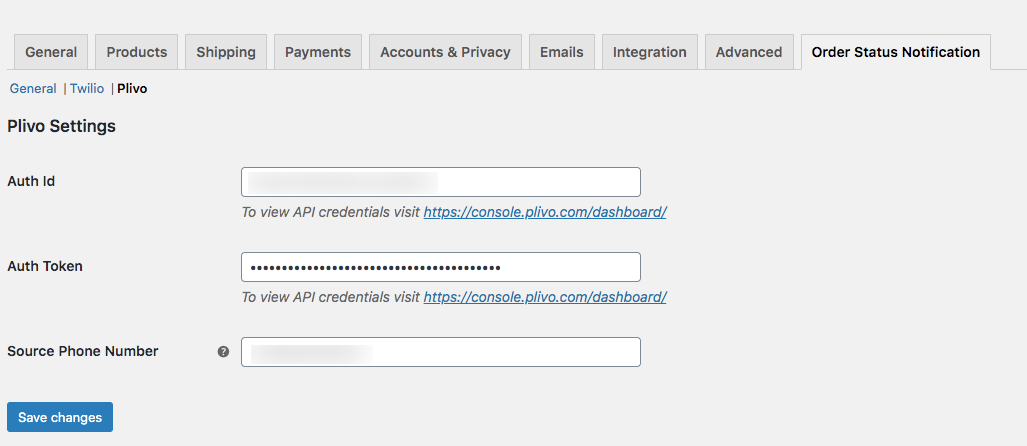 General Products Shipping Payments Accounts & Privacy Emails Integration Advanced Order Status Notification
General | Twilio | Plivo
Plivo Settings
Auth Id
To view API credentials visit https://console.plivo.com/dashboard/
Auth Token ••••••••••••••••••••••••••••••••••••••••
To view API credentials visit https://console.plivo.com/dashboard/
Source Phone Number ?
Save changes